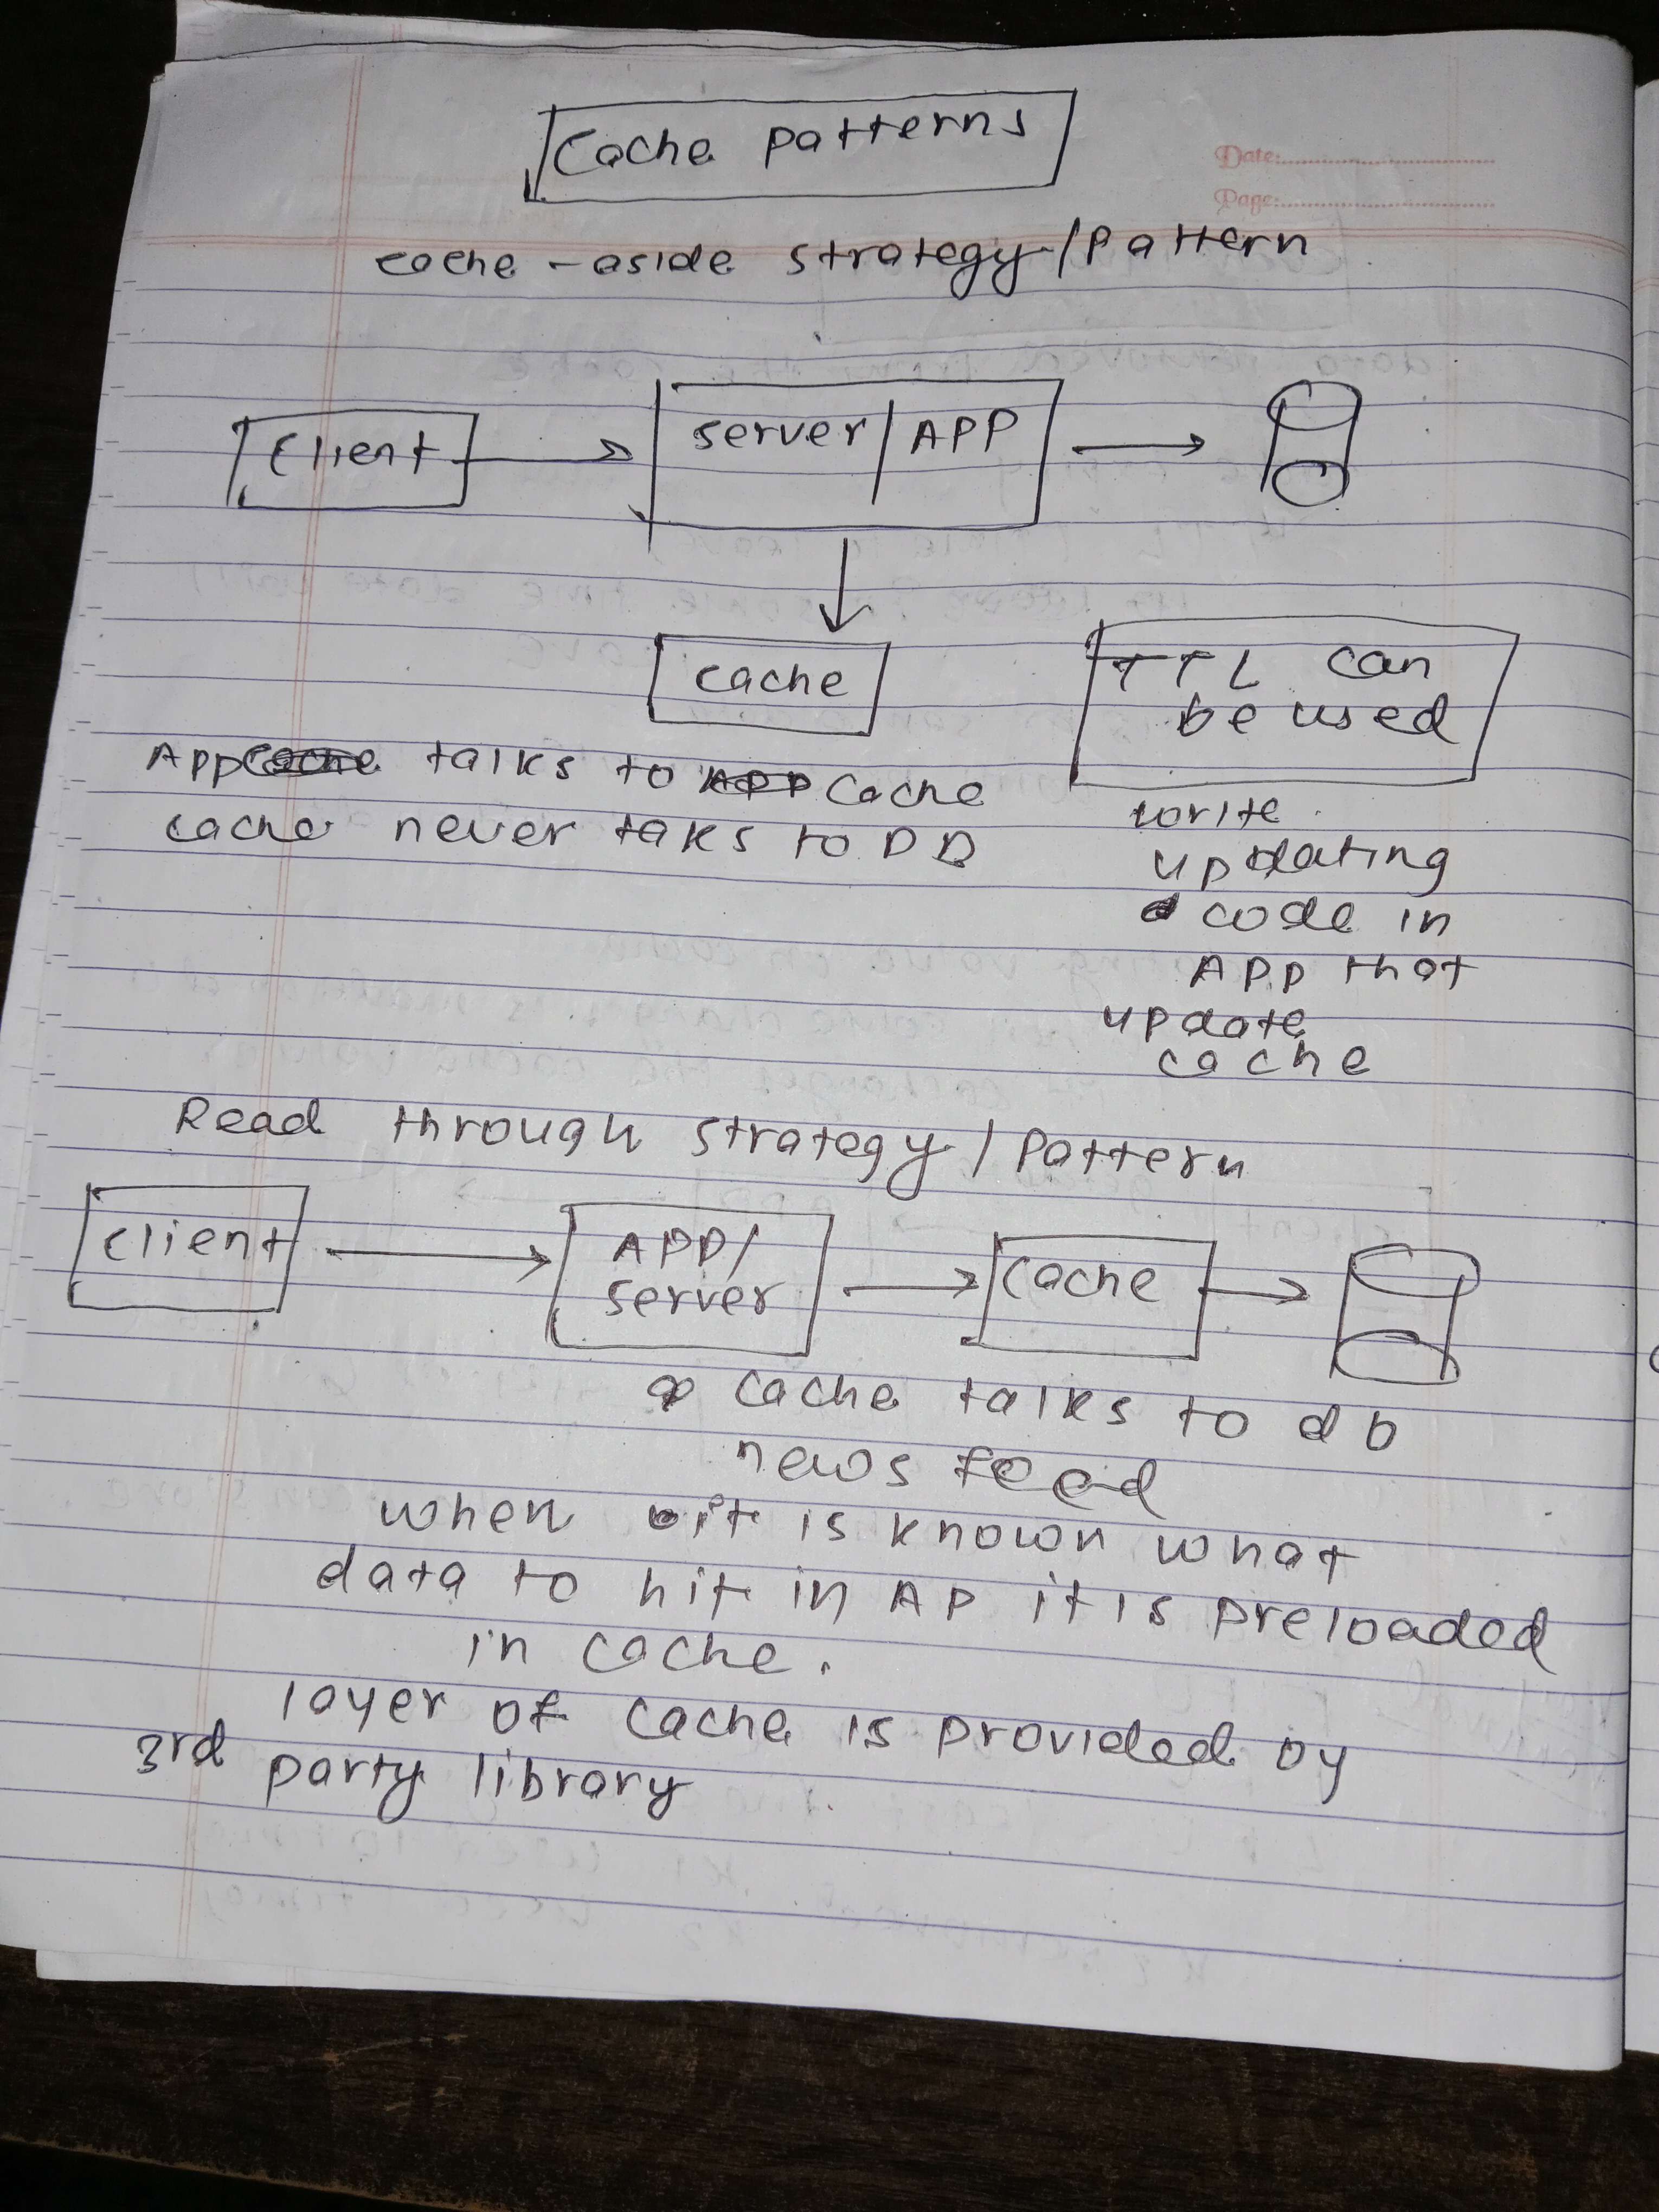 Cache patterns
Date:
Page:
cache - aside strategy/Pattern
client
server/APP
cache
TTL can
be used
App talks to cache
cache never taks to DB
write
updating
code in
App that
update
cache
Read through strategy/Pattern
client
APP/
server
cache
cache talks to db
news feed
when it is known what
data to hit in AP it is preloaded
in cache.
layer of cache is provided by
3rd party library